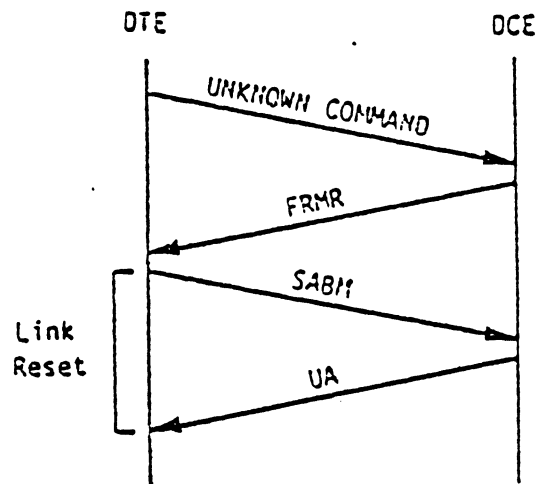 DTE DCE
UNKNOWN COMMAND
FRMR
SABM
Link
Reset
UA